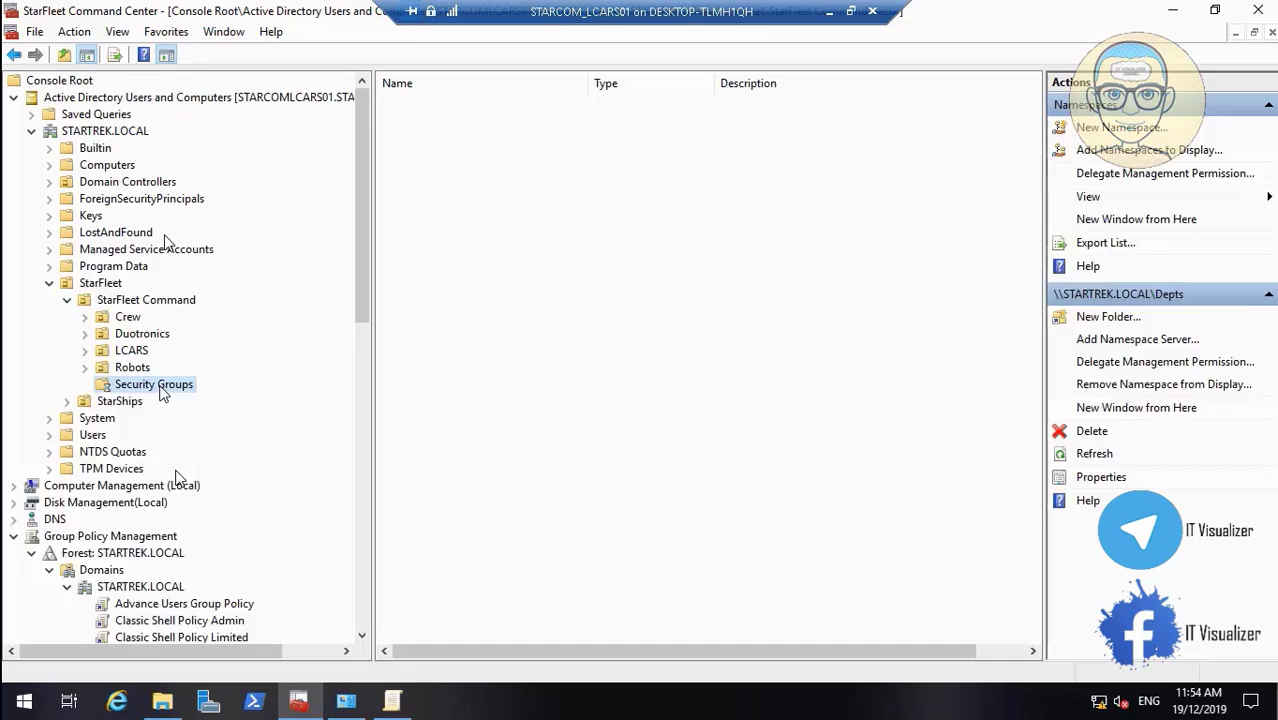 StarFleet Command Center - [Console Root\Active Directory Users and Comp
STARCOM_LCARS01 on DESKTOP-TLMH1QH
File Action View Favorites Window Help
Console Root
Active Directory Users and Computers [STARCOMLCARS01.STA
Saved Queries
STARTREK.LOCAL
Builtin
Computers
Domain Controllers
ForeignSecurityPrincipals
Keys
LostAndFound
Managed Service Accounts
Program Data
StarFleet
StarFleet Command
Crew
Duotronics
LCARS
Robots
Security Groups
StarShips
System
Users
NTDS Quotas
TPM Devices
Computer Management (Local)
Disk Management(Local)
DNS
Group Policy Management
Forest: STARTREK.LOCAL
Domains
STARTREK.LOCAL
Advance Users Group Policy
Classic Shell Policy Admin
Classic Shell Policy Limited
Name Type Description
Actions
Namespaces
New Namespace...
Add Namespaces to Display...
Delegate Management Permission...
View
New Window from Here
Export List...
Help
\\STARTREK.LOCAL\Depts
New Folder...
Add Namespace Server...
Delegate Management Permission...
Remove Namespace from Display...
New Window from Here
Delete
Refresh
Properties
Help
IT VISUALIZER
CHANNEL
IT Visualizer
IT Visualizer
ENG
11:54 AM
19/12/2019